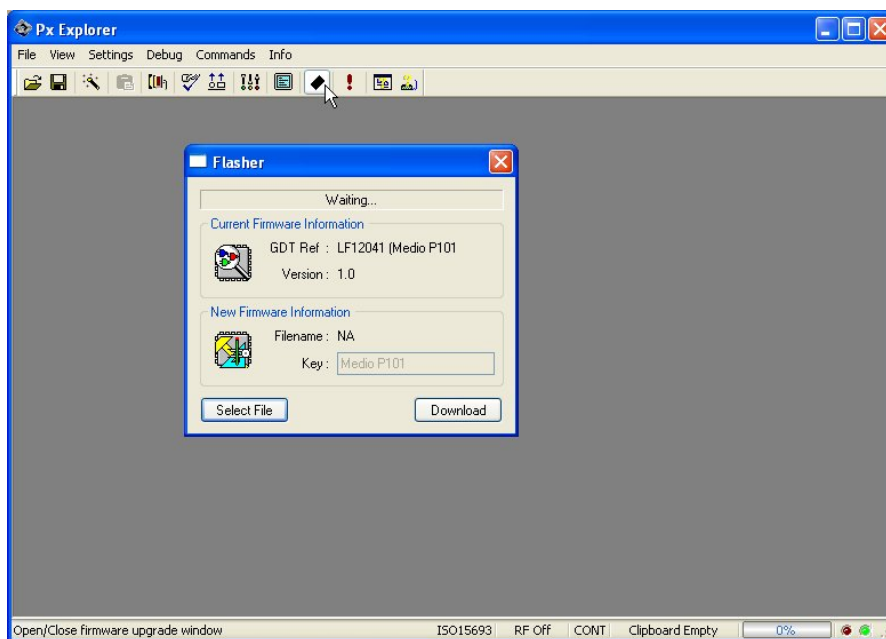 Px Explorer
File View Settings Debug Commands Info
Flasher
Waiting...
Current Firmware Information
GDT Ref : LF12041 (Medio P101
Version : 1.0
New Firmware Information
Filename : NA
Key : Medio P101
Select File Download
Open/Close firmware upgrade window ISO15693 RF Off CONT Clipboard Empty 0%